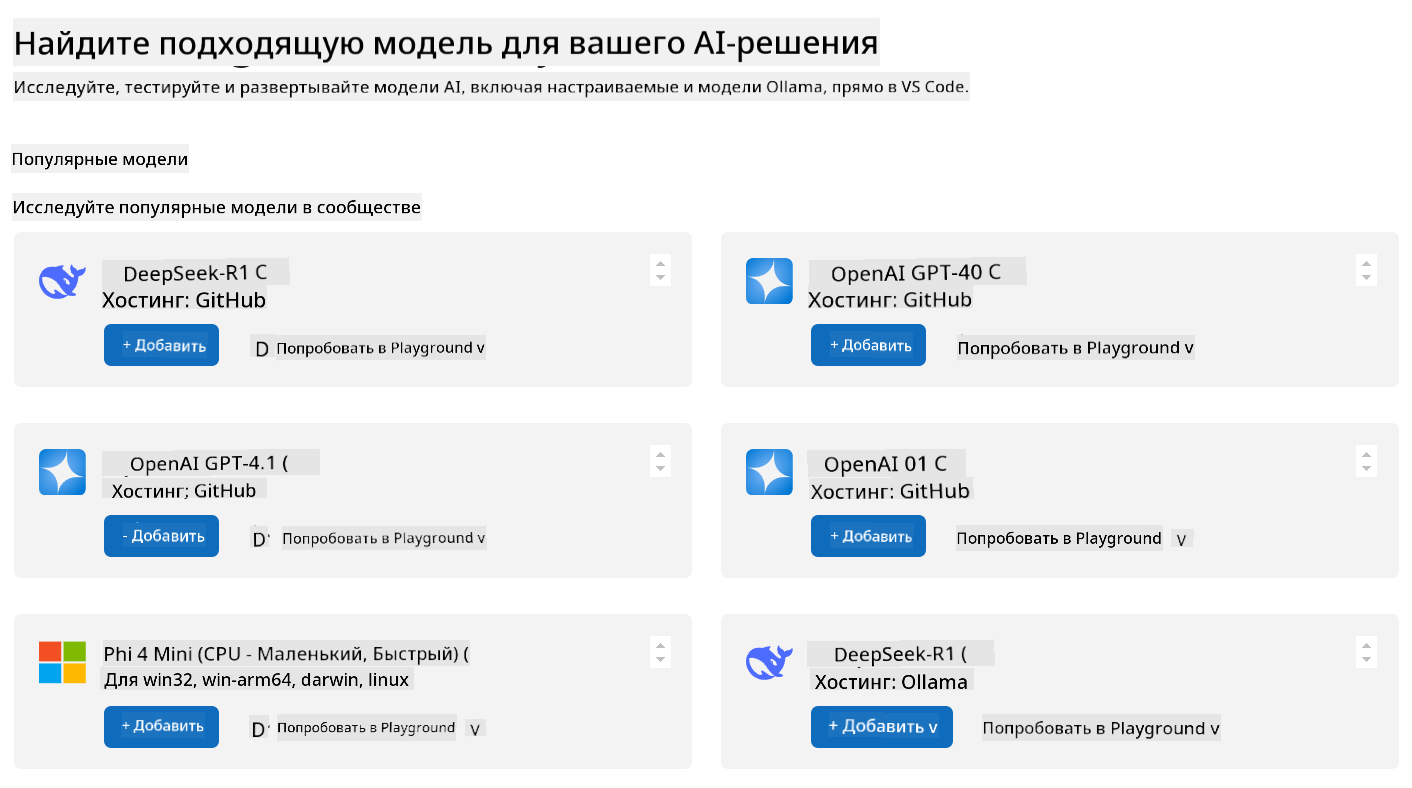 Найдите подходящую модель для вашего AI-решения
Исследуйте, тестируйте и развертывайте модели AI, включая настраиваемые и модели Ollama, прямо в VS Code.
Популярные модели
Исследуйте популярные модели в сообществе
DeepSeek-R1 C
Хостинг: GitHub
+ Добавить
D Попробовать в Playground v
OpenAI GPT-40 C
Хостинг: GitHub
+ Добавить
Попробовать в Playground v
OpenAI GPT-4.1 (
Хостинг; GitHub
- Добавить
D Попробовать в Playground v
OpenAI 01 C
Хостинг: GitHub
+ Добавить
Попробовать в Playground v
Phi 4 Mini (CPU - Маленький, Быстрый) (
Для win32, win-arm64, darwin, linux
+ Добавить
D Попробовать в Playground v
DeepSeek-R1 (
Хостинг: Ollama
+ Добавить v
Попробовать в Playground v